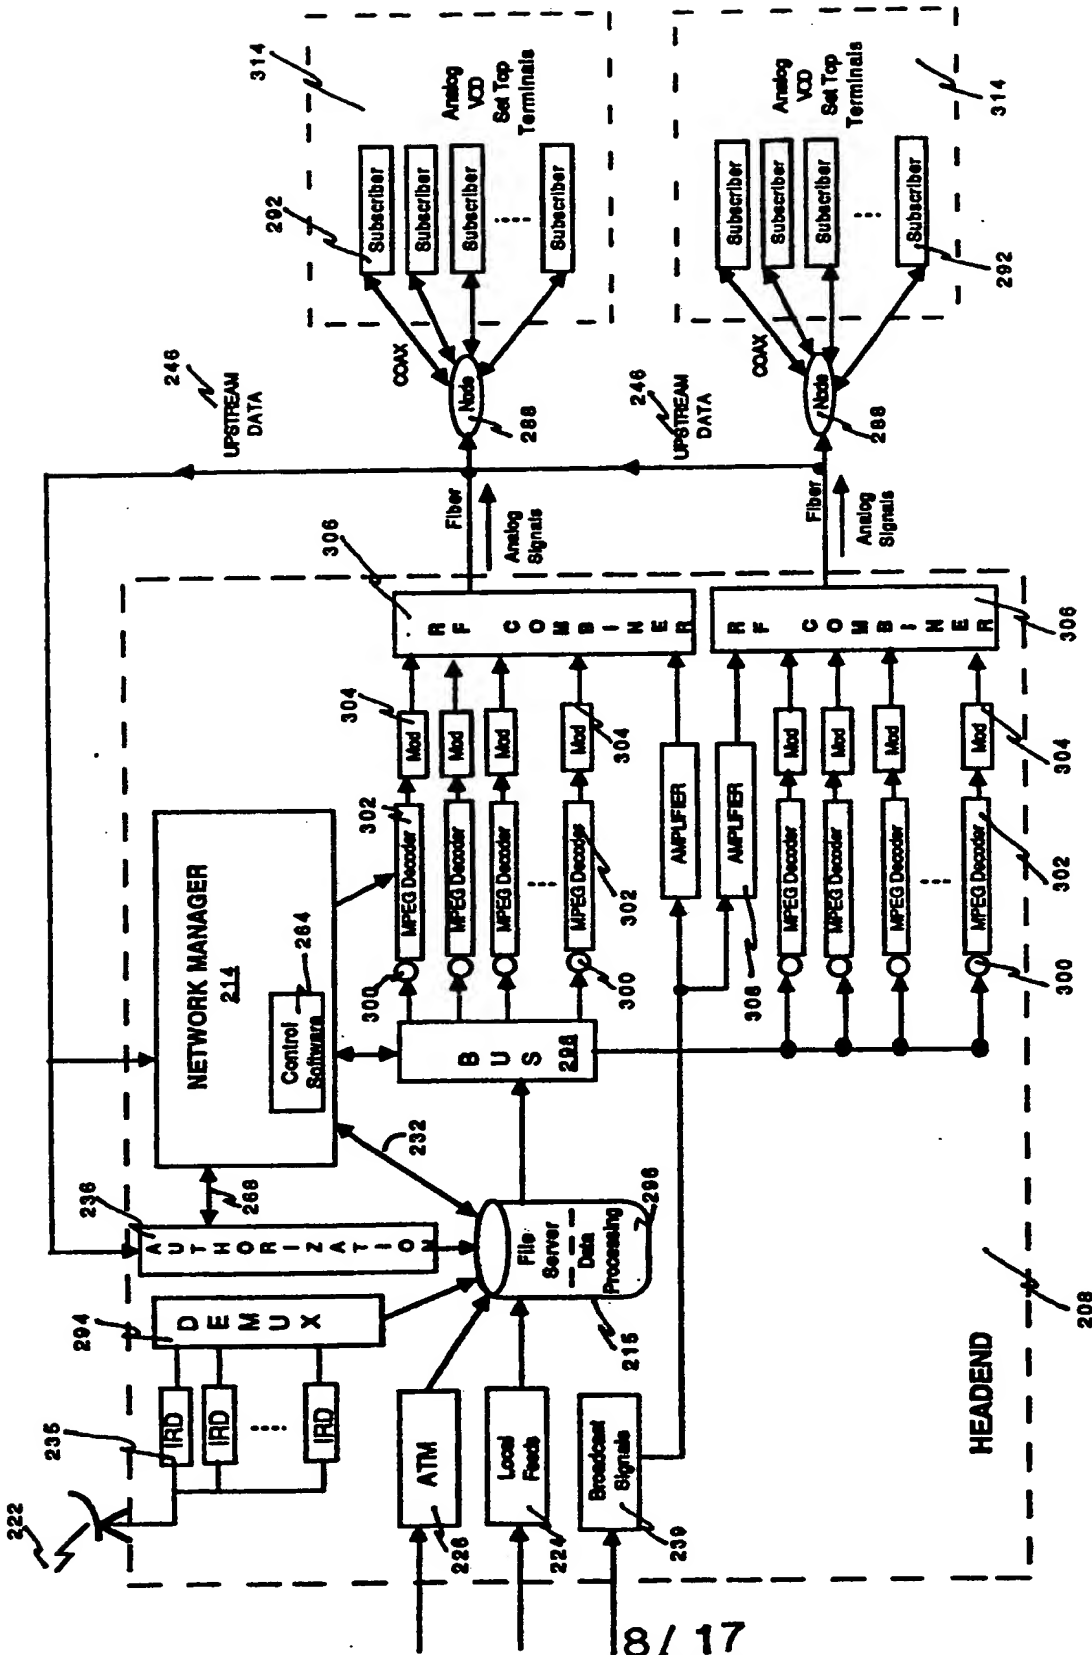 222
235
IRD
IRD
IRD
294
DEMUX
236
AUTHORIZATION
268
NETWORK MANAGER
214
Control
Software
264
232
ATM
226
Local
Feeds
224
Broadcast
Signals
239
File
Server
Data
Processing
215
296
BUS
298
300
300
MPEG Decoder
MPEG Decoder
MPEG Decoder
MPEG Decoder
302
302
Mod
Mod
Mod
Mod
304
304
AMPLIFIER
AMPLIFIER
308
MPEG Decoder
MPEG Decoder
MPEG Decoder
MPEG Decoder
300
302
Mod
Mod
Mod
Mod
304
RF COMBINER
306
RF COMBINER
306
Fiber
Analog
Signals
Fiber
Analog
Signals
246
UPSTREAM
DATA
246
UPSTREAM
DATA
Node
288
COAX
Node
288
COAX
292
Subscriber
Subscriber
Subscriber
Subscriber
Analog
VOD
Set Top
Terminals
314
Subscriber
Subscriber
Subscriber
Subscriber
292
Analog
VOD
Set Top
Terminals
314
HEADEND
208
8/17